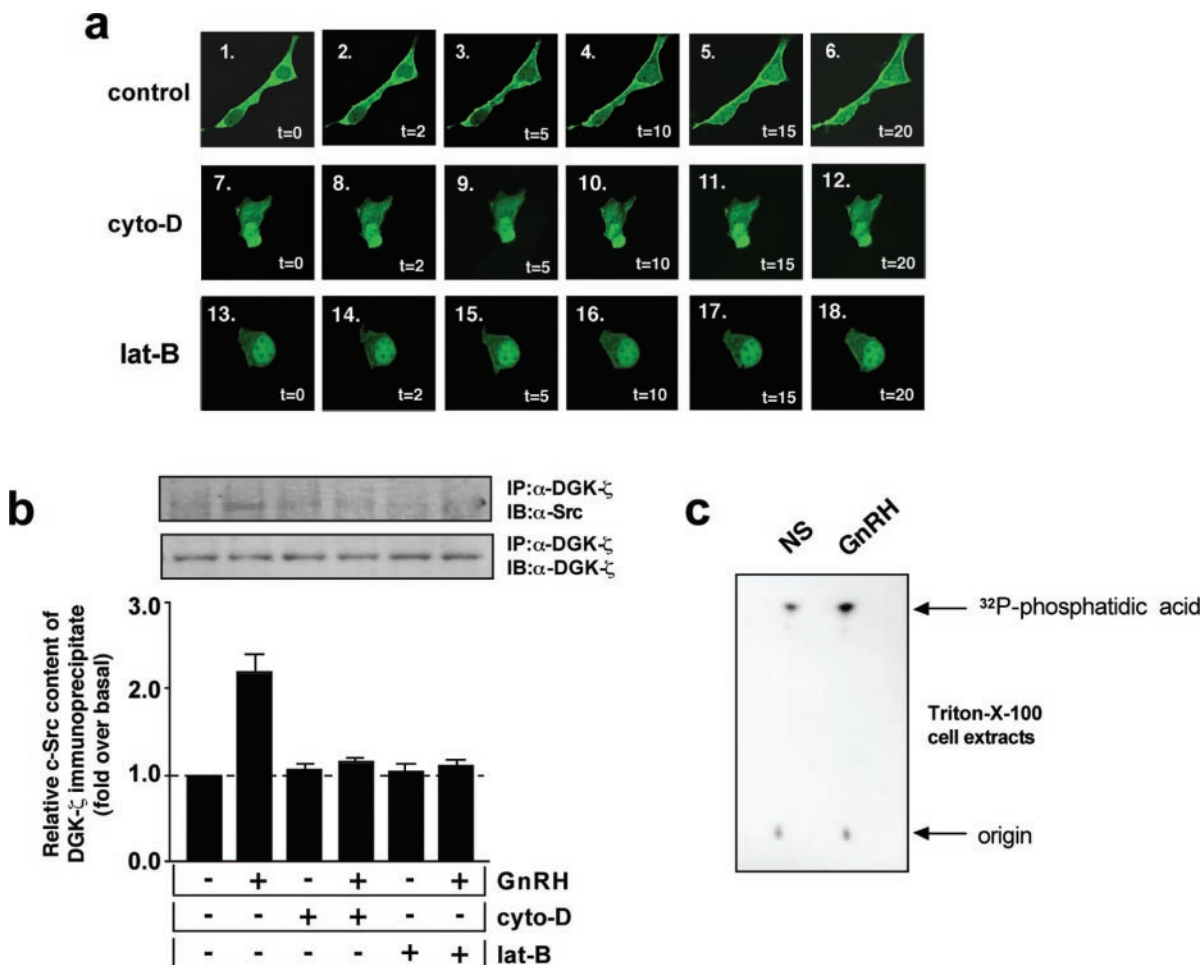 a
control
1. 2. 3. 4. 5. 6.
t=0 t=2 t=5 t=10 t=15 t=20
cyto-D
7. 8. 9. 10. 11. 12.
t=0 t=2 t=5 t=10 t=15 t=20
lat-B
13. 14. 15. 16. 17. 18.
t=0 t=2 t=5 t=10 t=15 t=20
b
IP:α-DGK-ζ
IB:α-Src
IP:α-DGK-ζ
IB:α-DGK-ζ
Relative c-Src content of
DGK-ζ immunoprecipitate
(fold over basal)
3.0
2.0
1.0
0.0
- + - + - + GnRH
- - + + - - cyto-D
- - - - + + lat-B
c
NS GnRH
³²P-phosphatidic acid
Triton-X-100
cell extracts
origin